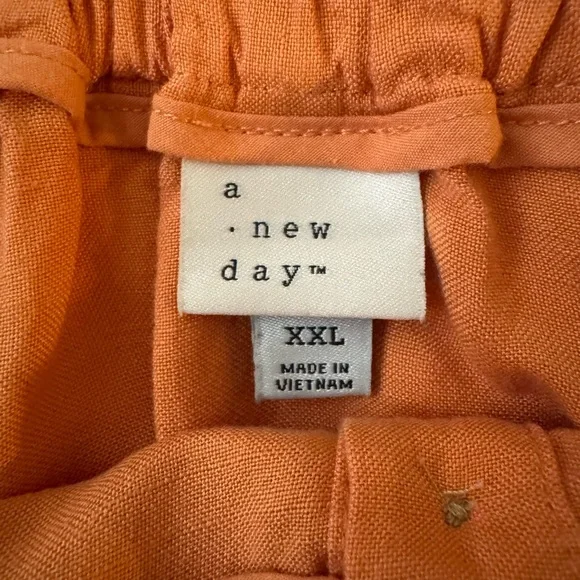 a
· new
day™
XXL
MADE IN
VIETNAM